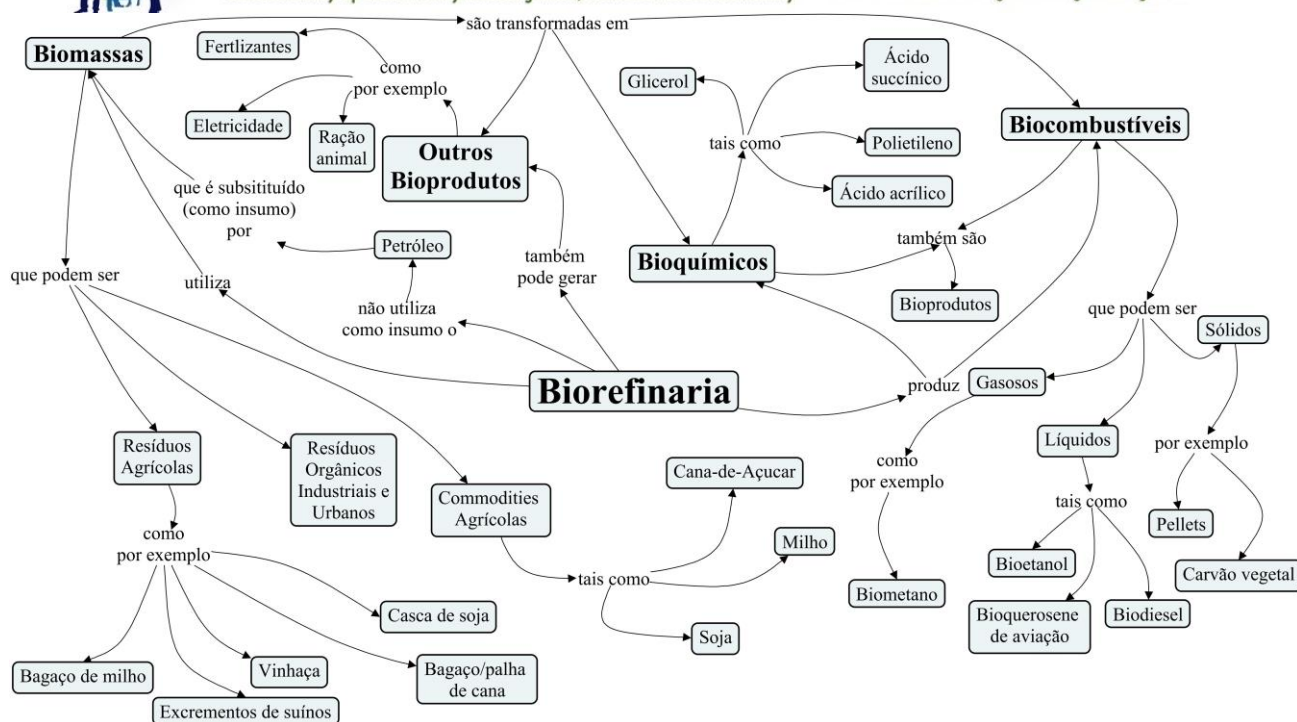 são transformadas em
Biomassas
Fertlizantes
como
por exemplo
Eletricidade
Ração
animal
Outros
Bioprodutos
Glicerol
Ácido
succínico
tais como
Polietileno
Ácido acrílico
Biocombustíveis
que é subsitituído
(como insumo)
por
Petróleo
também
pode gerar
Bioquímicos
também são
Bioprodutos
que podem ser
utiliza
não utiliza
como insumo o
Biorefinaria
produz
que podem ser
Sólidos
Gasosos
Líquidos
por exemplo
Resíduos
Agrícolas
Resíduos
Orgânicos
Industriais e
Urbanos
Commodities
Agrícolas
Cana-de-Açucar
como
por exemplo
tais como
Pellets
Carvão vegetal
Milho
Bioetanol
Biometano
Bioquerosene
de aviação
Biodiesel
como
por exemplo
tais como
Soja
Casca de soja
Bagaço de milho
Vinhaça
Bagaço/palha
de cana
Excrementos de suínos